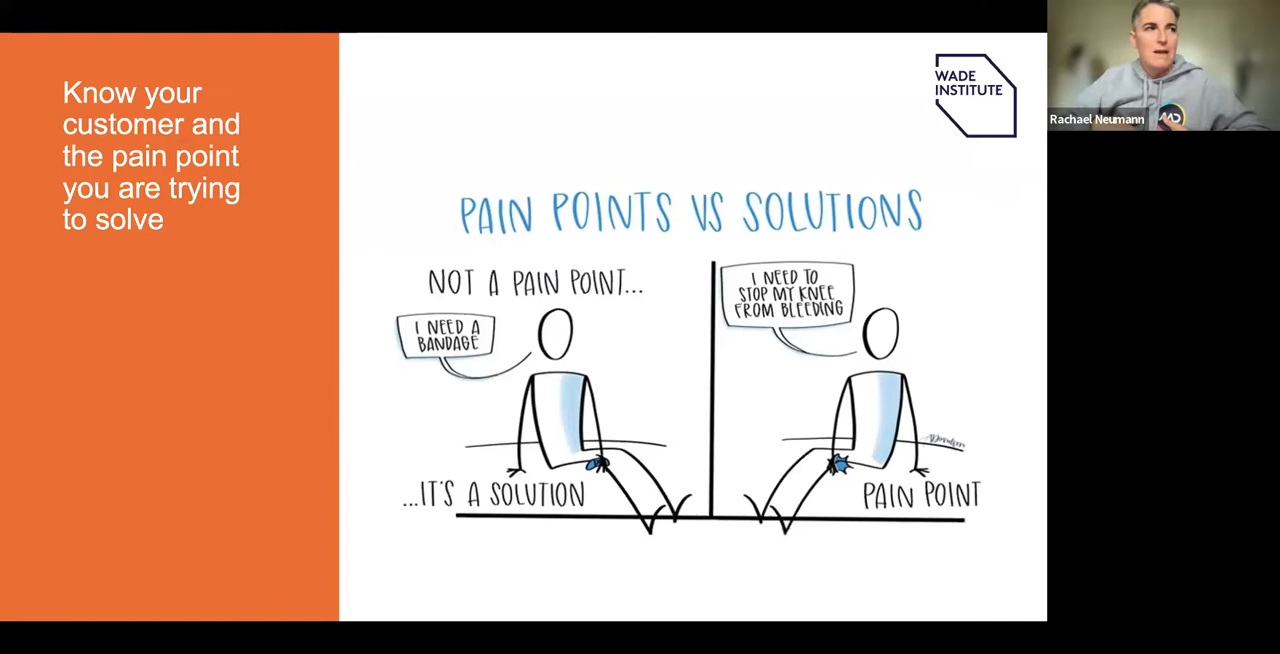 Know your
customer and
the pain point
you are trying
to solve
WADE
INSTITUTE
PAIN POINTS VS SOLUTIONS
NOT A PAIN POINT...
I NEED A
BANDAGE
...IT'S A SOLUTION
I NEED TO
STOP MY KNEE
FROM BLEEDING
PAIN POINT
Rachael Neumann